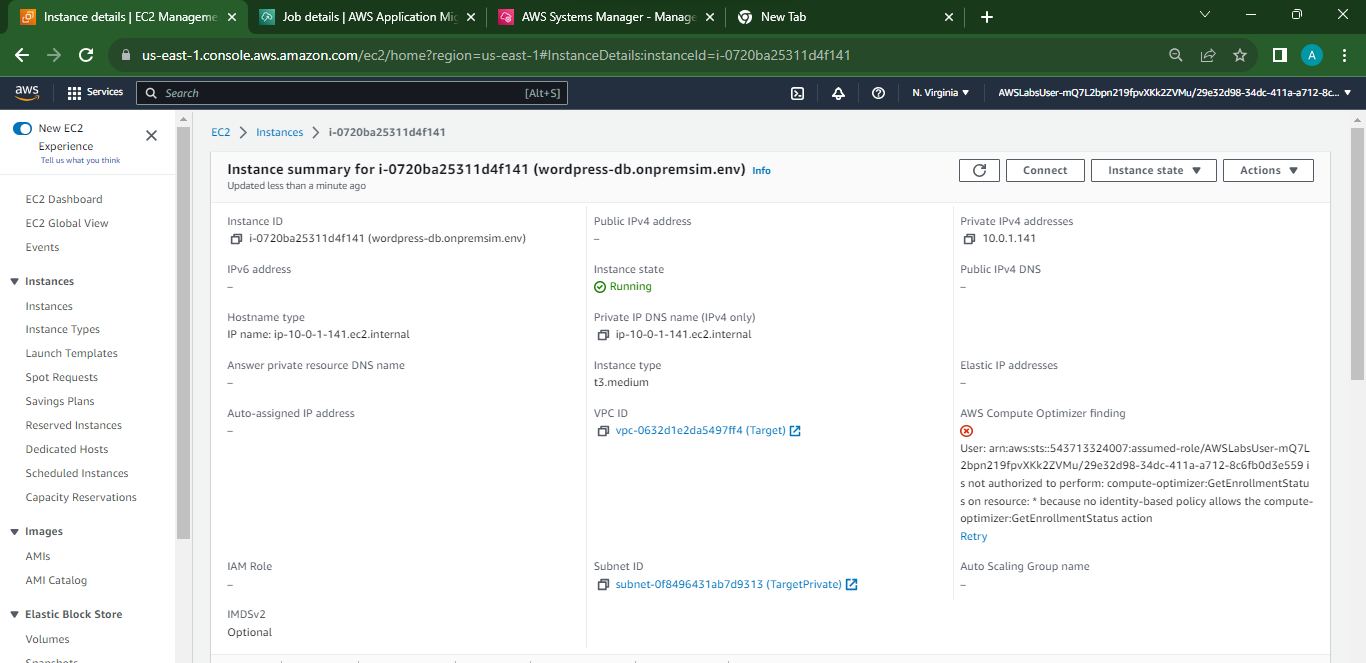 Instance details | EC2 Manageme
Job details | AWS Application Mig
AWS Systems Manager - Manage
New Tab
us-east-1.console.aws.amazon.com/ec2/home?region=us-east-1#InstanceDetails:instanceId=i-0720ba25311d4f141
A
aws
Services
Search
[Alt+S]
N. Virginia
AWSLabsUser-mQ7L2bpn219fpvXKk2ZVMu/29e32d98-34dc-411a-a712-8c...
New EC2
Experience
Tell us what you think
EC2 Dashboard
EC2 Global View
Events
Instances
Instances
Instance Types
Launch Templates
Spot Requests
Savings Plans
Reserved Instances
Dedicated Hosts
Scheduled Instances
Capacity Reservations
Images
AMIs
AMI Catalog
Elastic Block Store
Volumes
Snapshots
EC2 > Instances > i-0720ba25311d4f141
Instance summary for i-0720ba25311d4f141 (wordpress-db.onpremsim.env) Info
Updated less than a minute ago
Connect
Instance state
Actions
Instance ID
i-0720ba25311d4f141 (wordpress-db.onpremsim.env)
Public IPv4 address
–
Private IPv4 addresses
10.0.1.141
IPv6 address
–
Instance state
Running
Public IPv4 DNS
–
Hostname type
IP name: ip-10-0-1-141.ec2.internal
Private IP DNS name (IPv4 only)
ip-10-0-1-141.ec2.internal
Answer private resource DNS name
–
Instance type
t3.medium
Elastic IP addresses
–
Auto-assigned IP address
–
VPC ID
vpc-0632d1e2da5497ff4 (Target)
AWS Compute Optimizer finding
User: arn:aws:sts::543713324007:assumed-role/AWSLabsUser-mQ7L
2bpn219fpvXKk2ZVMu/29e32d98-34dc-411a-a712-8c6fb0d3e559 i
s not authorized to perform: compute-optimizer:GetEnrollmentStatu
s on resource: * because no identity-based policy allows the compute-
optimizer:GetEnrollmentStatus action
Retry
IAM Role
–
Subnet ID
subnet-0f8496431ab7d9313 (TargetPrivate)
Auto Scaling Group name
–
IMDSv2
Optional